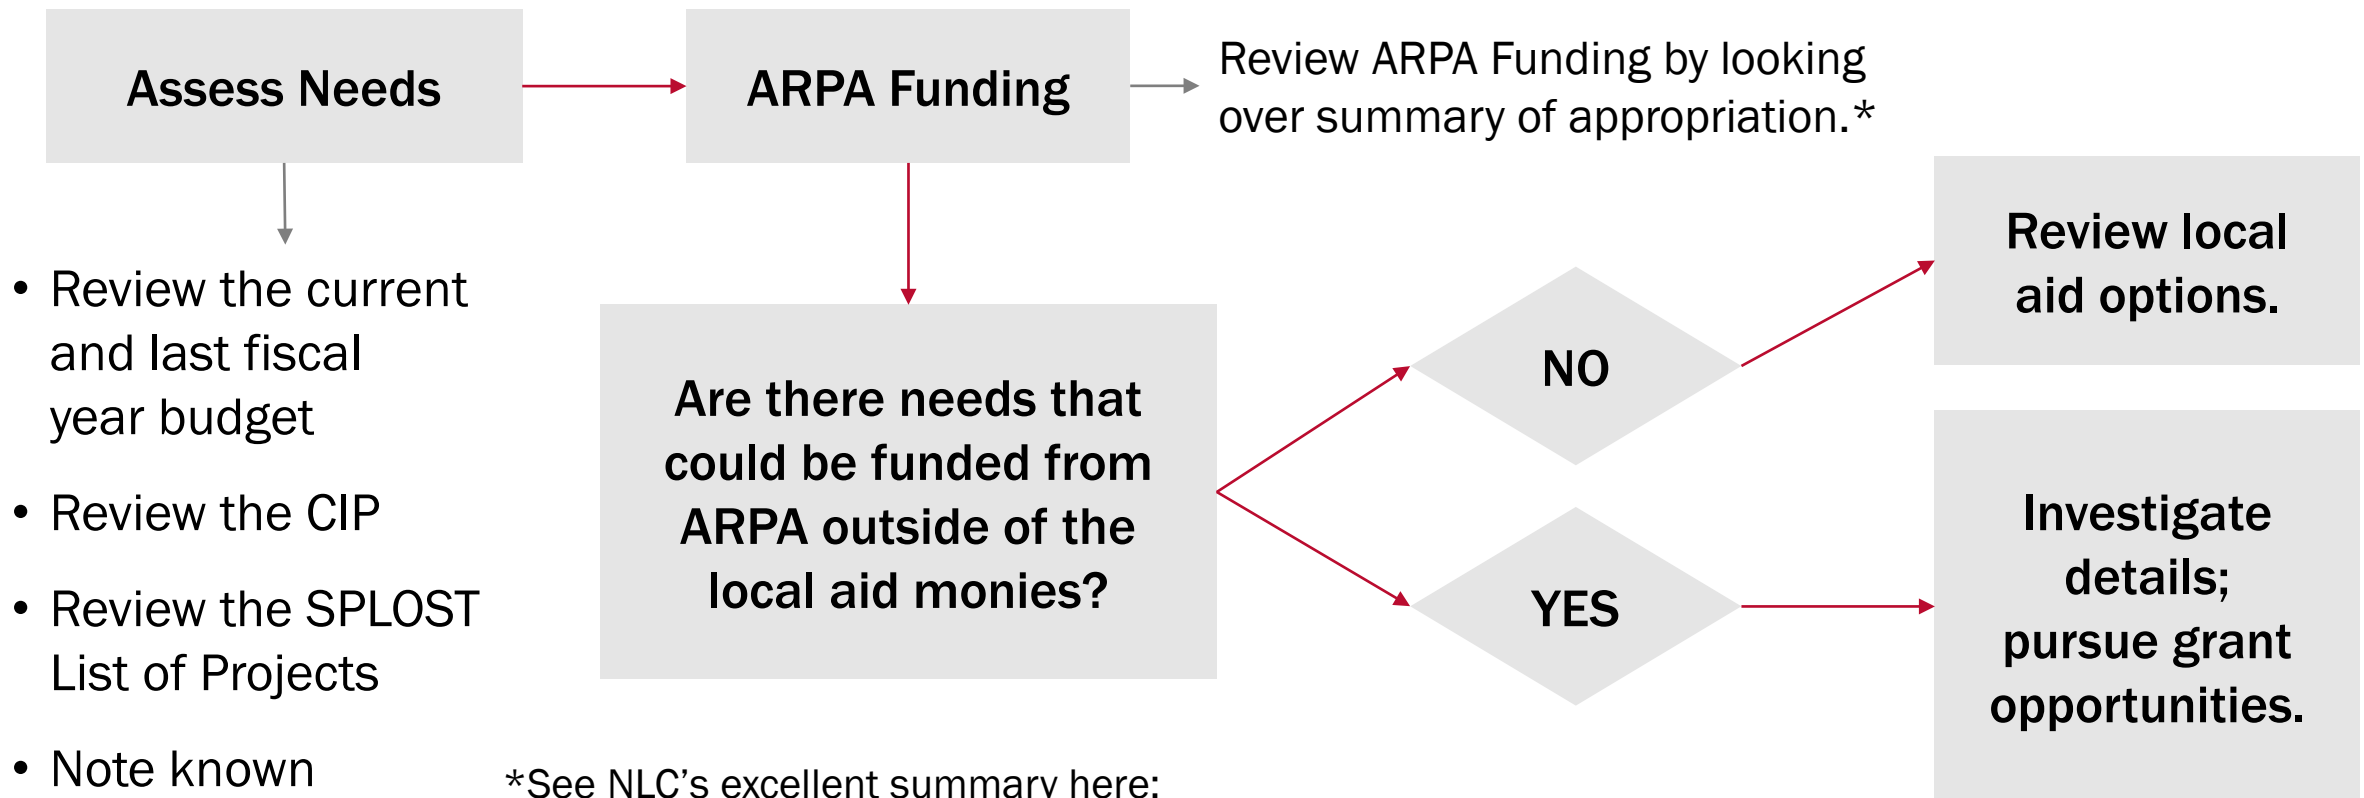 Assess Needs
ARPA Funding
Review ARPA Funding by looking
over summary of appropriation.*
• Review the current
and last fiscal
year budget
• Review the CIP
• Review the SPLOST
List of Projects
• Note known
Are there needs that
could be funded from
ARPA outside of the
local aid monies?
NO
YES
Review local
aid options.
Investigate
details;
pursue grant
opportunities.
*See NLC's excellent summary here: